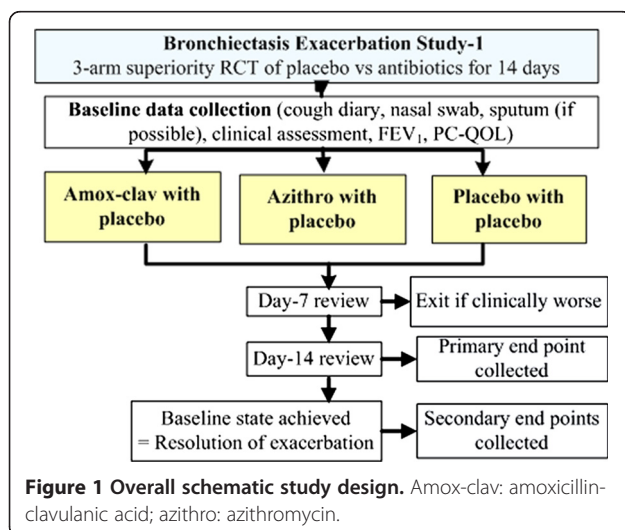 Bronchiectasis Exacerbation Study-1
3-arm superiority RCT of placebo vs antibiotics for 14 days
Baseline data collection (cough diary, nasal swab, sputum (if
possible), clinical assessment, FEV₁, PC-QOL)
Amox-clav with
placebo
Azithro with
placebo
Placebo with
placebo
Day-7 review
Exit if clinically worse
Day-14 review
Primary end point
collected
Baseline state achieved
= Resolution of exacerbation
Secondary end points
collected
Figure 1 Overall schematic study design. Amox-clav: amoxicillin-
clavulanic acid; azithro: azithromycin.